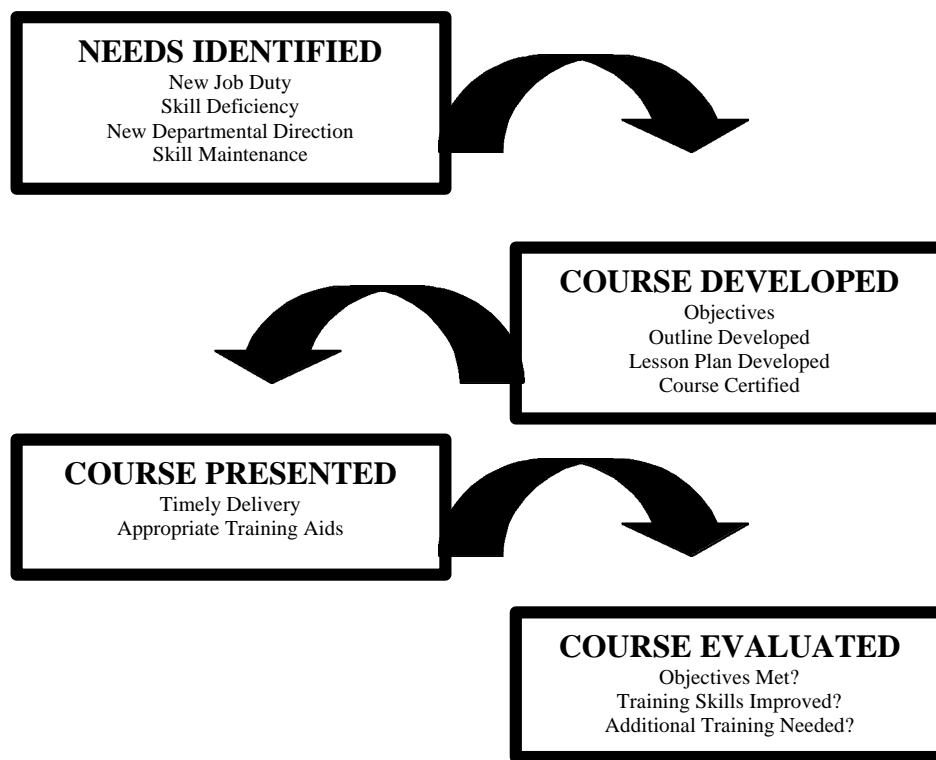 NEEDS IDENTIFIED
New Job Duty
Skill Deficiency
New Departmental Direction
Skill Maintenance
COURSE DEVELOPED
Objectives
Outline Developed
Lesson Plan Developed
Course Certified
COURSE PRESENTED
Timely Delivery
Appropriate Training Aids
COURSE EVALUATED
Objectives Met?
Training Skills Improved?
Additional Training Needed?